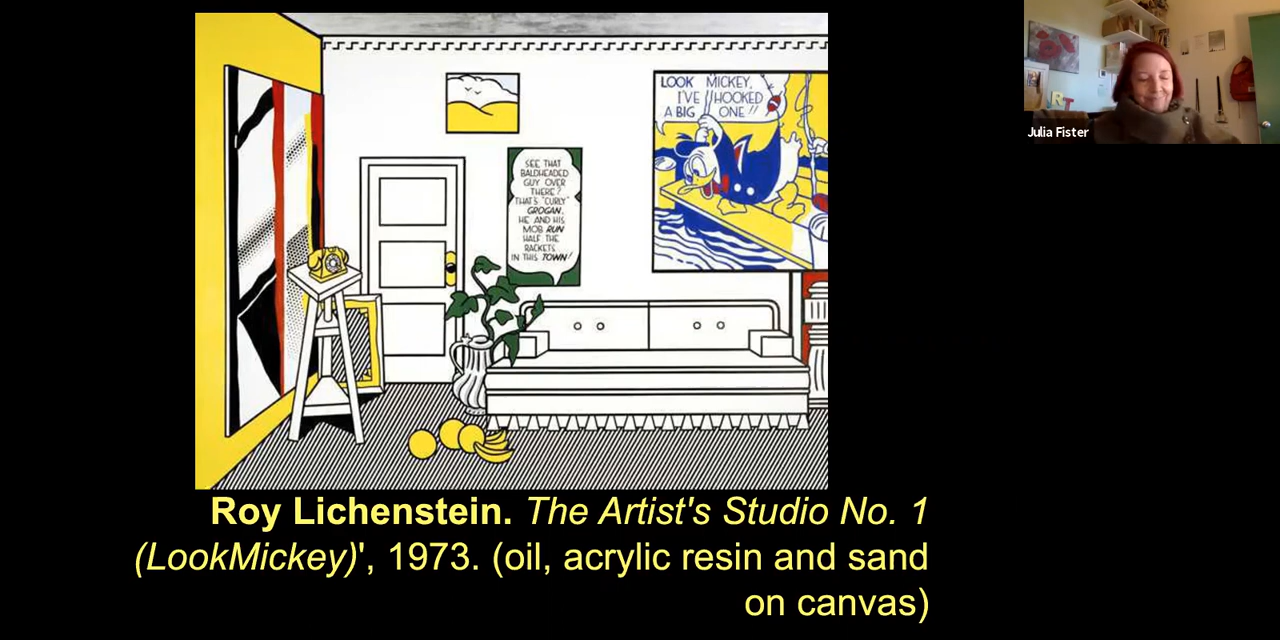 LOOK MICKEY,
I'VE HOOKED
A BIG ONE!!
SEE THAT
BALDHEADED
GUY OVER
THERE?
THAT'S "CURLY"
GROGAN.
HE AND HIS
MOB RUN
HALF THE
RACKETS
IN THIS TOWN!
Roy Lichenstein. The Artist's Studio No. 1
(LookMickey)', 1973. (oil, acrylic resin and sand
on canvas)
RT
Julia Fister